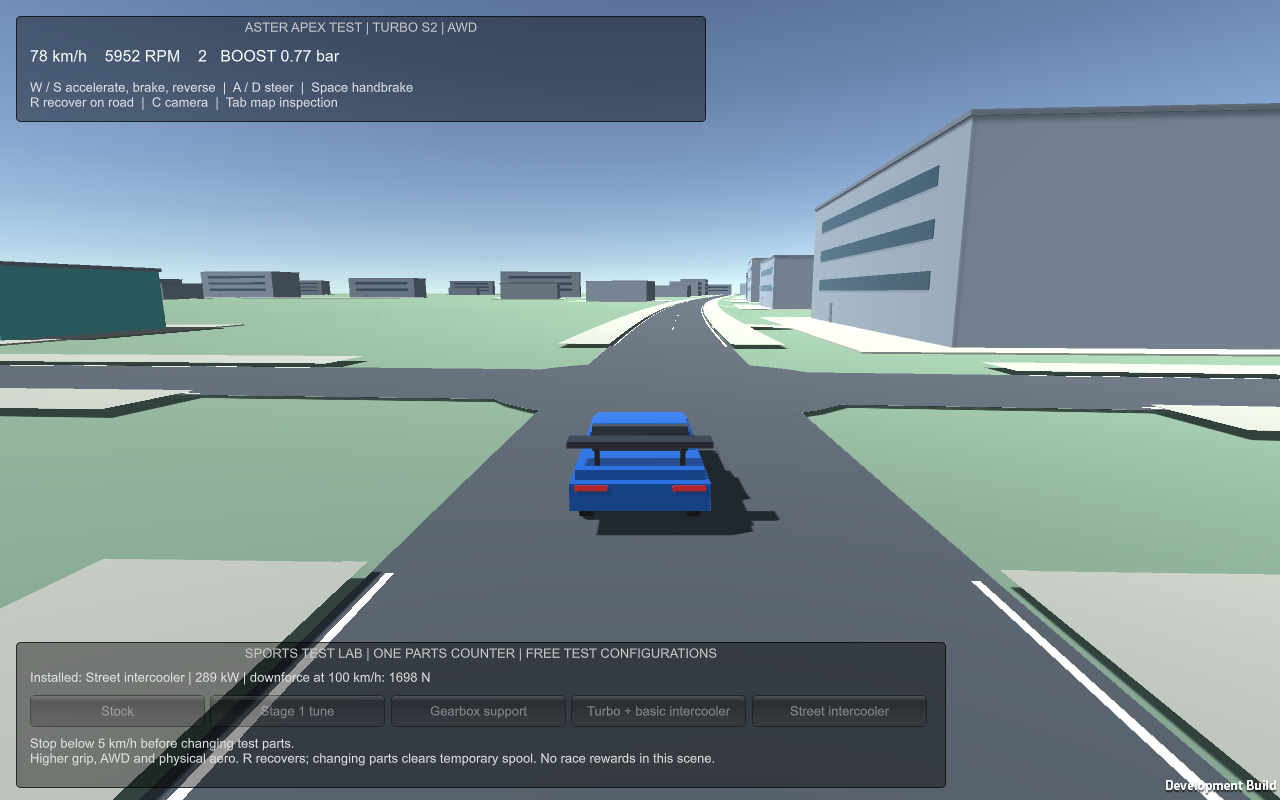 ASTER APEX TEST | TURBO S2 | AWD
78 km/h 5952 RPM 2 BOOST 0.77 bar
W / S accelerate, brake, reverse | A / D steer | Space handbrake
R recover on road | C camera | Tab map inspection
SPORTS TEST LAB | ONE PARTS COUNTER | FREE TEST CONFIGURATIONS
Installed: Street intercooler | 289 kW | downforce at 100 km/h: 1698 N
Stock Stage 1 tune Gearbox support Turbo + basic intercooler Street intercooler
Stop below 5 km/h before changing test parts.
Higher grip, AWD and physical aero. R recovers; changing parts clears temporary spool. No race rewards in this scene.
Development Build